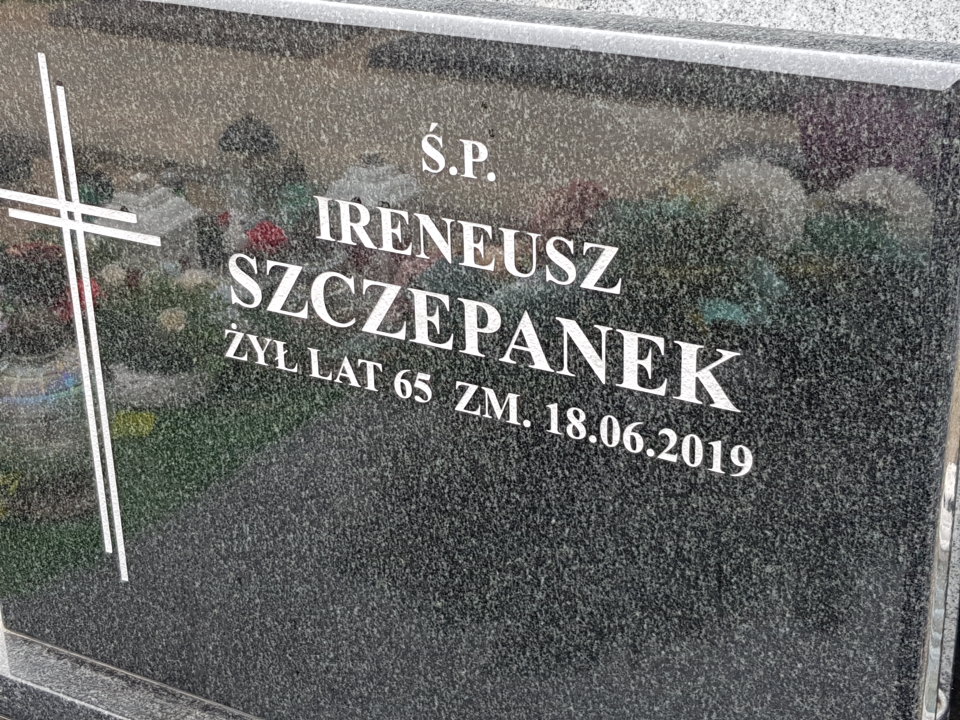 Ś.P.
IRENEUSZ
SZCZEPANEK
ŻYŁ LAT 65 ZM. 18.06.2019